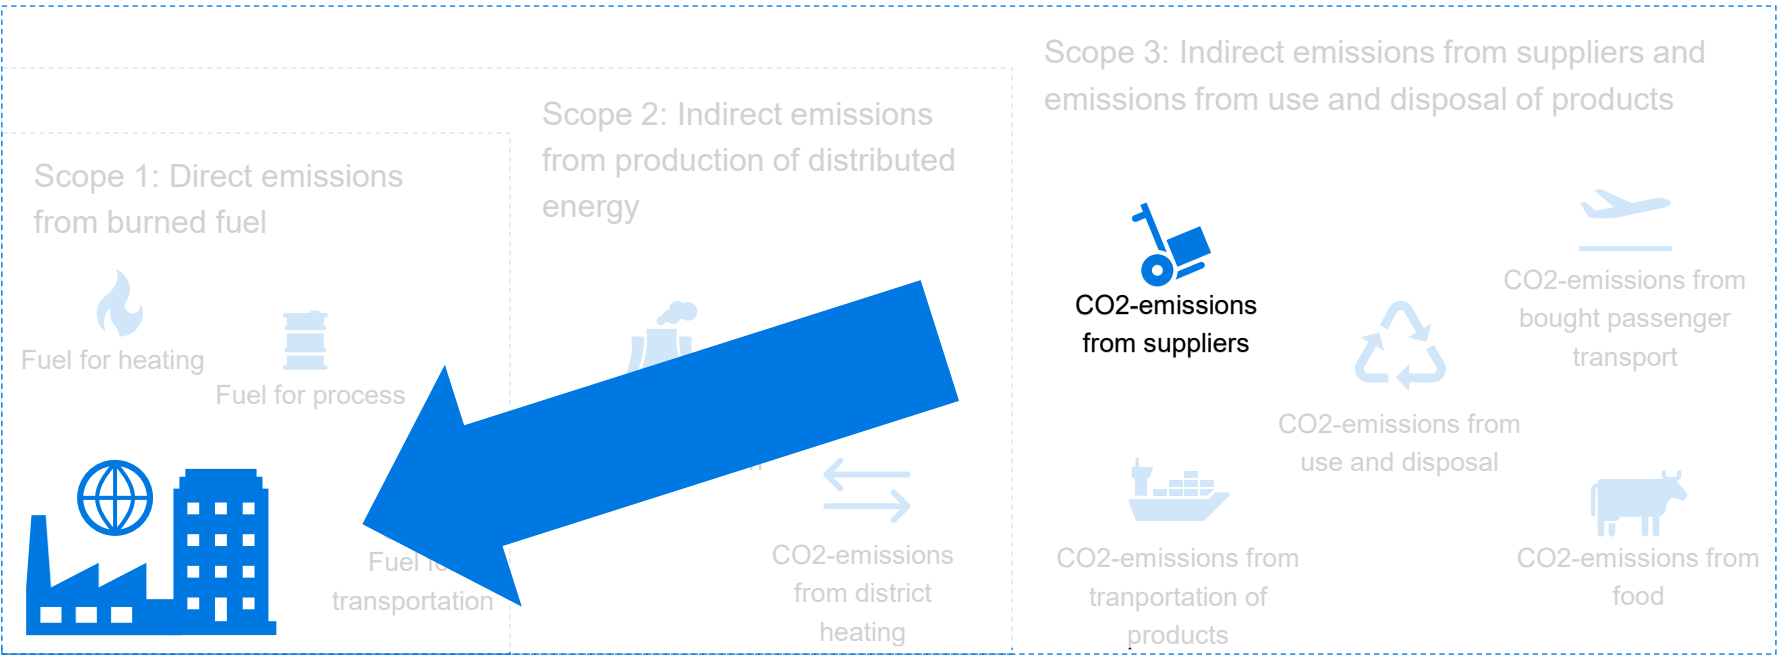 Scope 3: Indirect emissions from suppliers and
emissions from use and disposal of products
Scope 2: Indirect emissions
from production of distributed
energy
Scope 1: Direct emissions
from burned fuel
CO2-emissions
from suppliers
CO2-emissions from
bought passenger
transport
Fuel for heating
Fuel for process
CO2-emissions from
use and disposal
Fuel
transportation
CO2-emissions
from district
heating
CO2-emissions from
tranportation of
products
CO2-emissions from
food